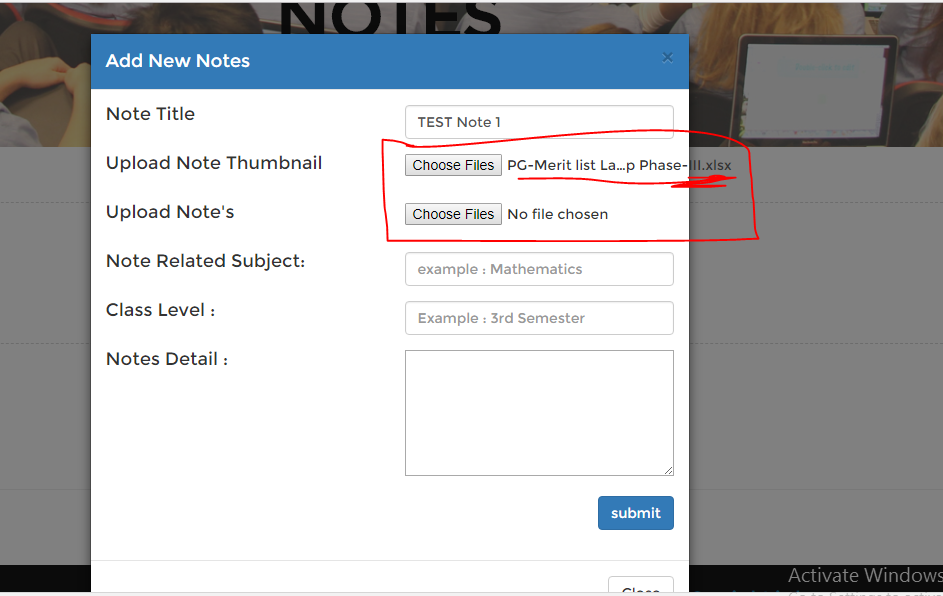 NOTES
Add New Notes ×
Note Title TEST Note 1
Upload Note Thumbnail Choose Files PG-Merit list La...p Phase-III.xlsx
Upload Note's Choose Files No file chosen
Note Related Subject: example : Mathematics
Class Level : Example : 3rd Semester
Notes Detail :
submit
Close
Activate Windows